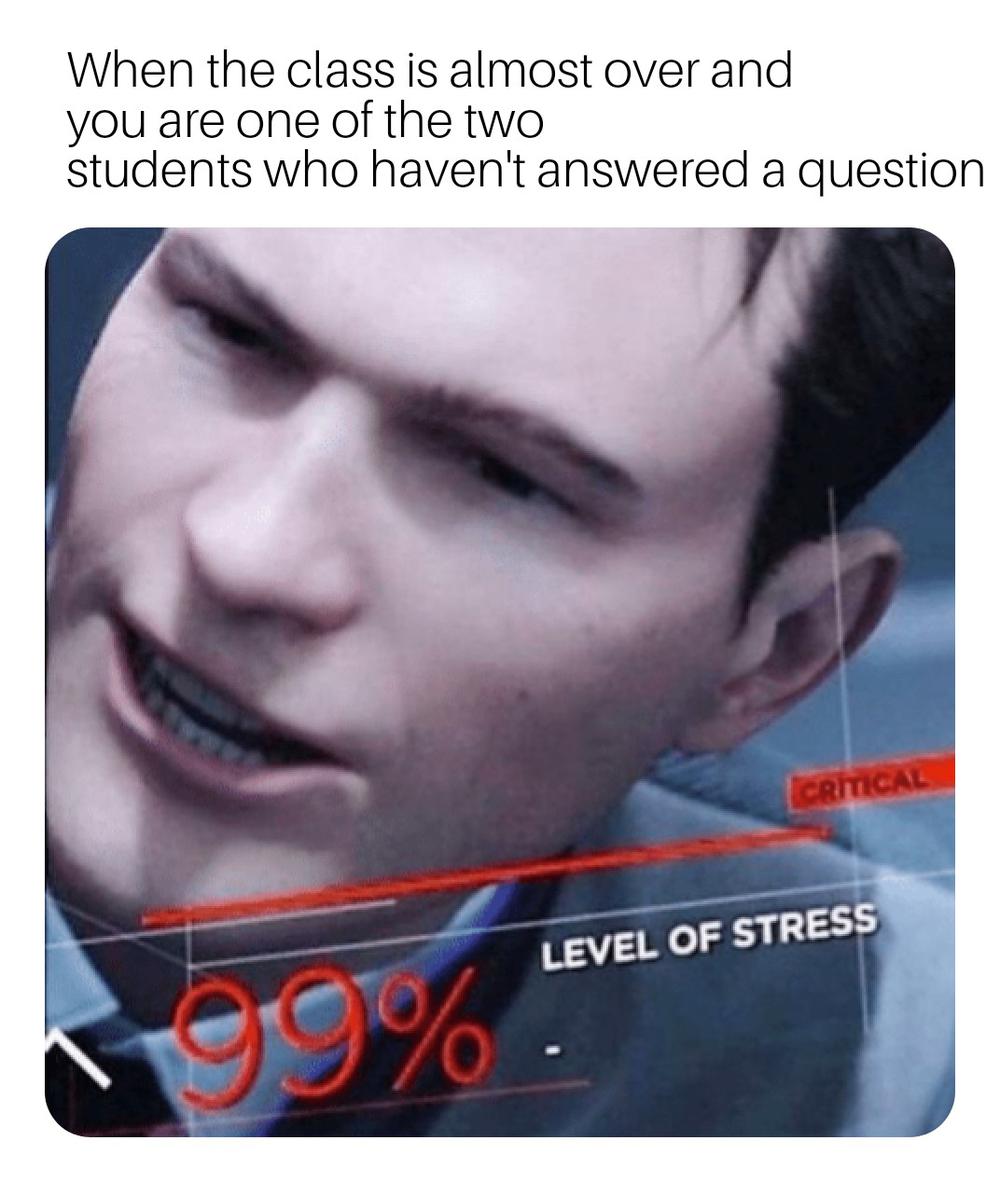 When the class is almost over and
you are one of the two
students who haven't answered a question
CRITICAL
LEVEL OF STRESS
99%